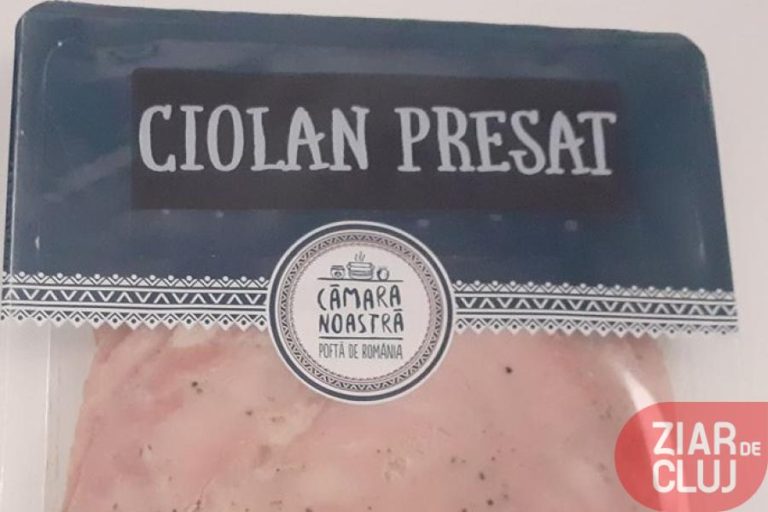 CIOLAN PRESAT
CĂMARA
NOASTRĂ
POFTĂ DE ROMÂNIA
ZIAR DE
CLUJ